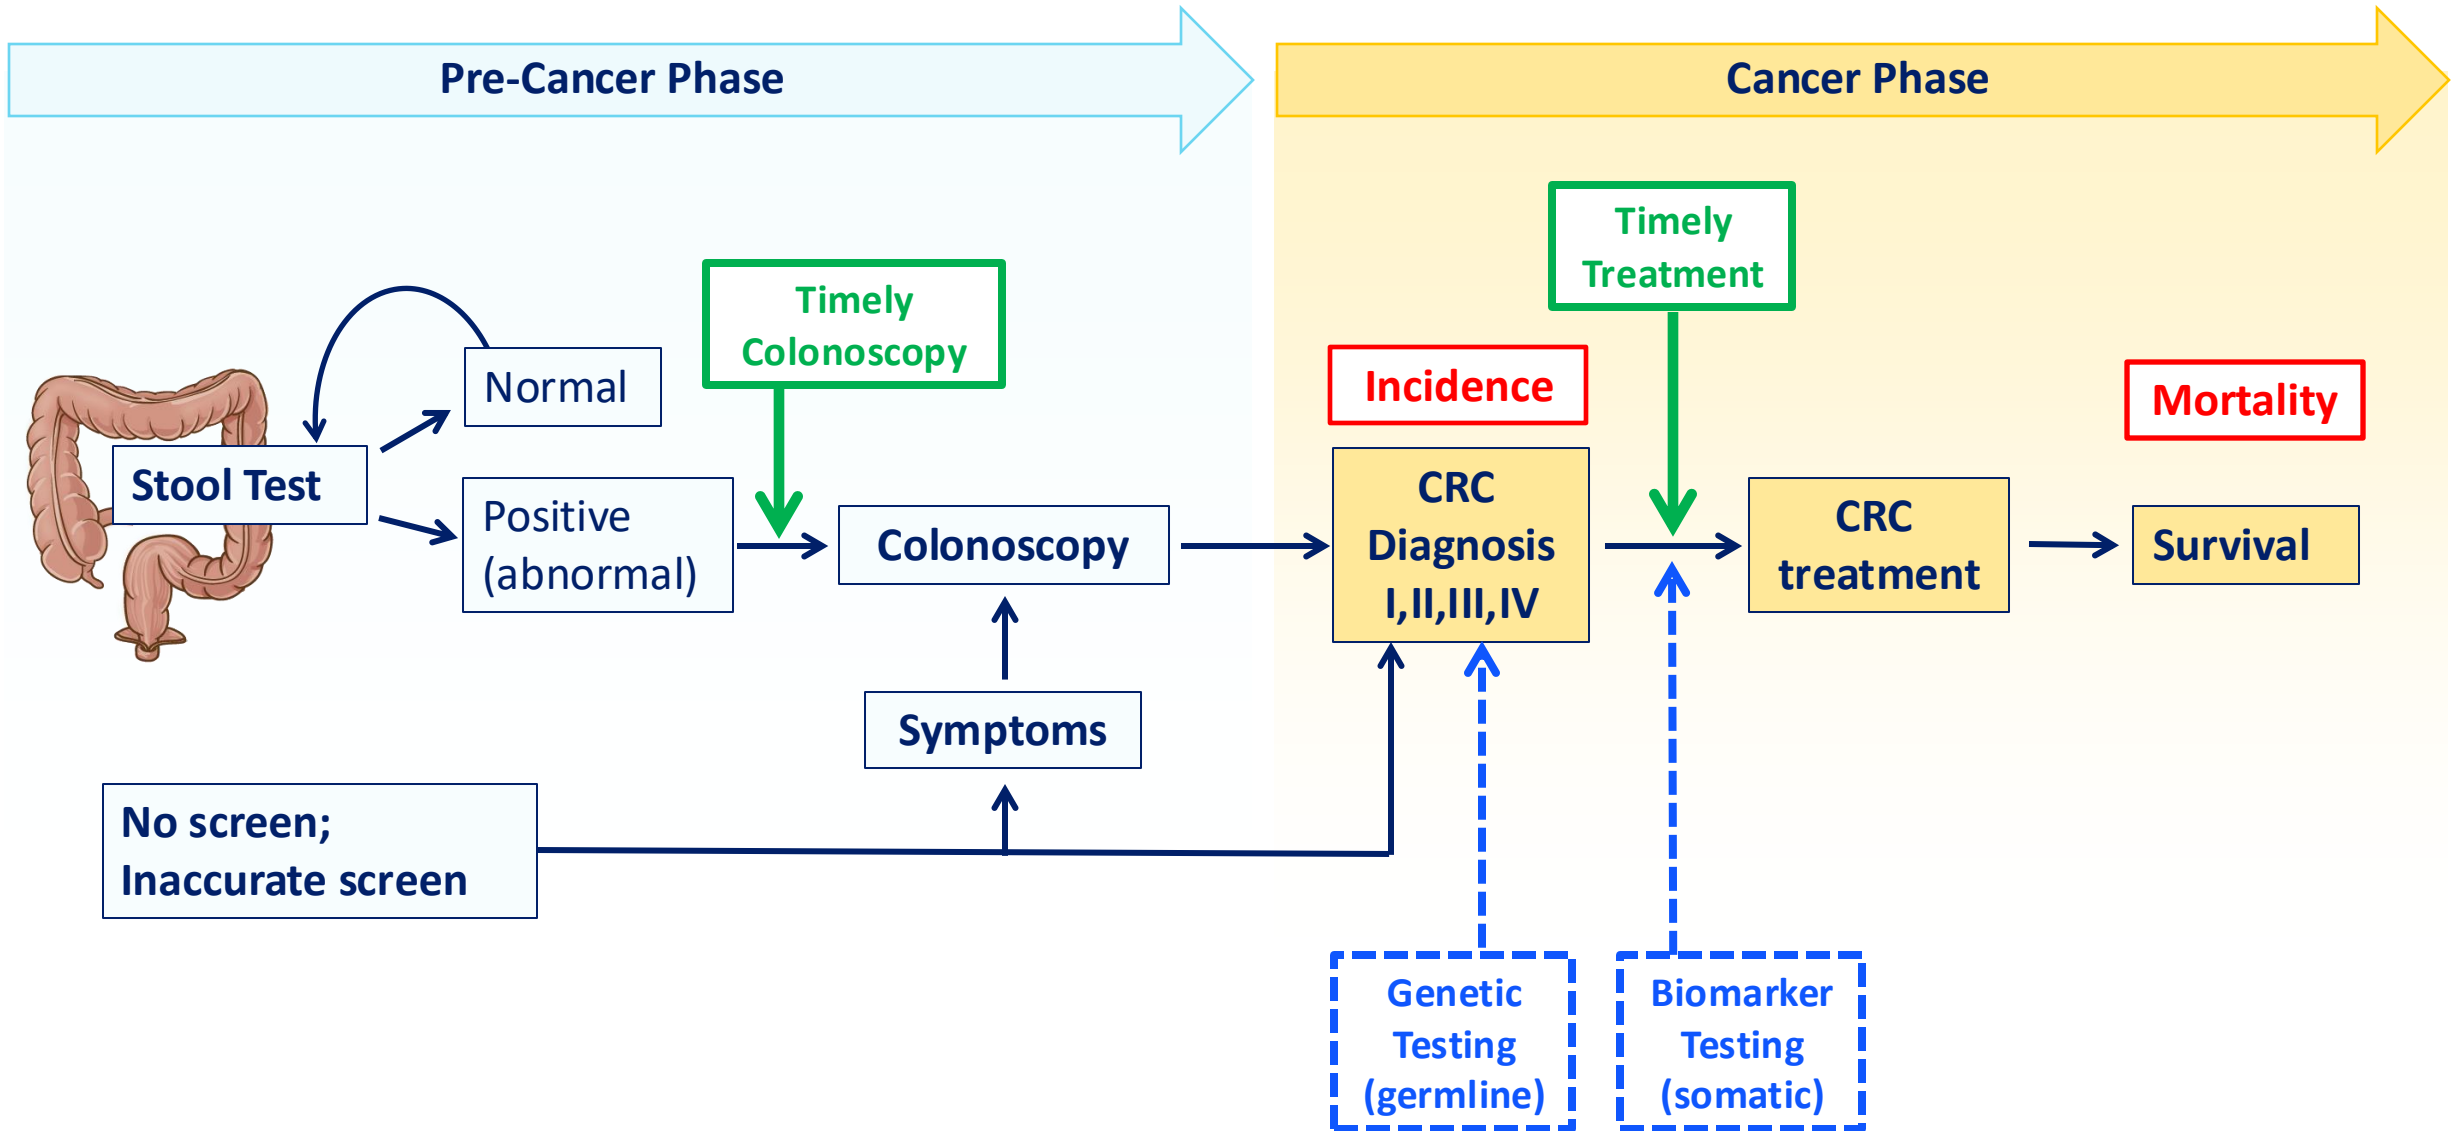 Pre-Cancer Phase
Cancer Phase
Timely
Treatment
Timely
Colonoscopy
Normal
Incidence
Mortality
Stool Test
Positive
(abnormal)
Colonoscopy
CRC
Diagnosis
I,II,III,IV
CRC
treatment
Survival
Symptoms
No screen;
Inaccurate screen
Genetic
Testing
(germline)
Biomarker
Testing
(somatic)